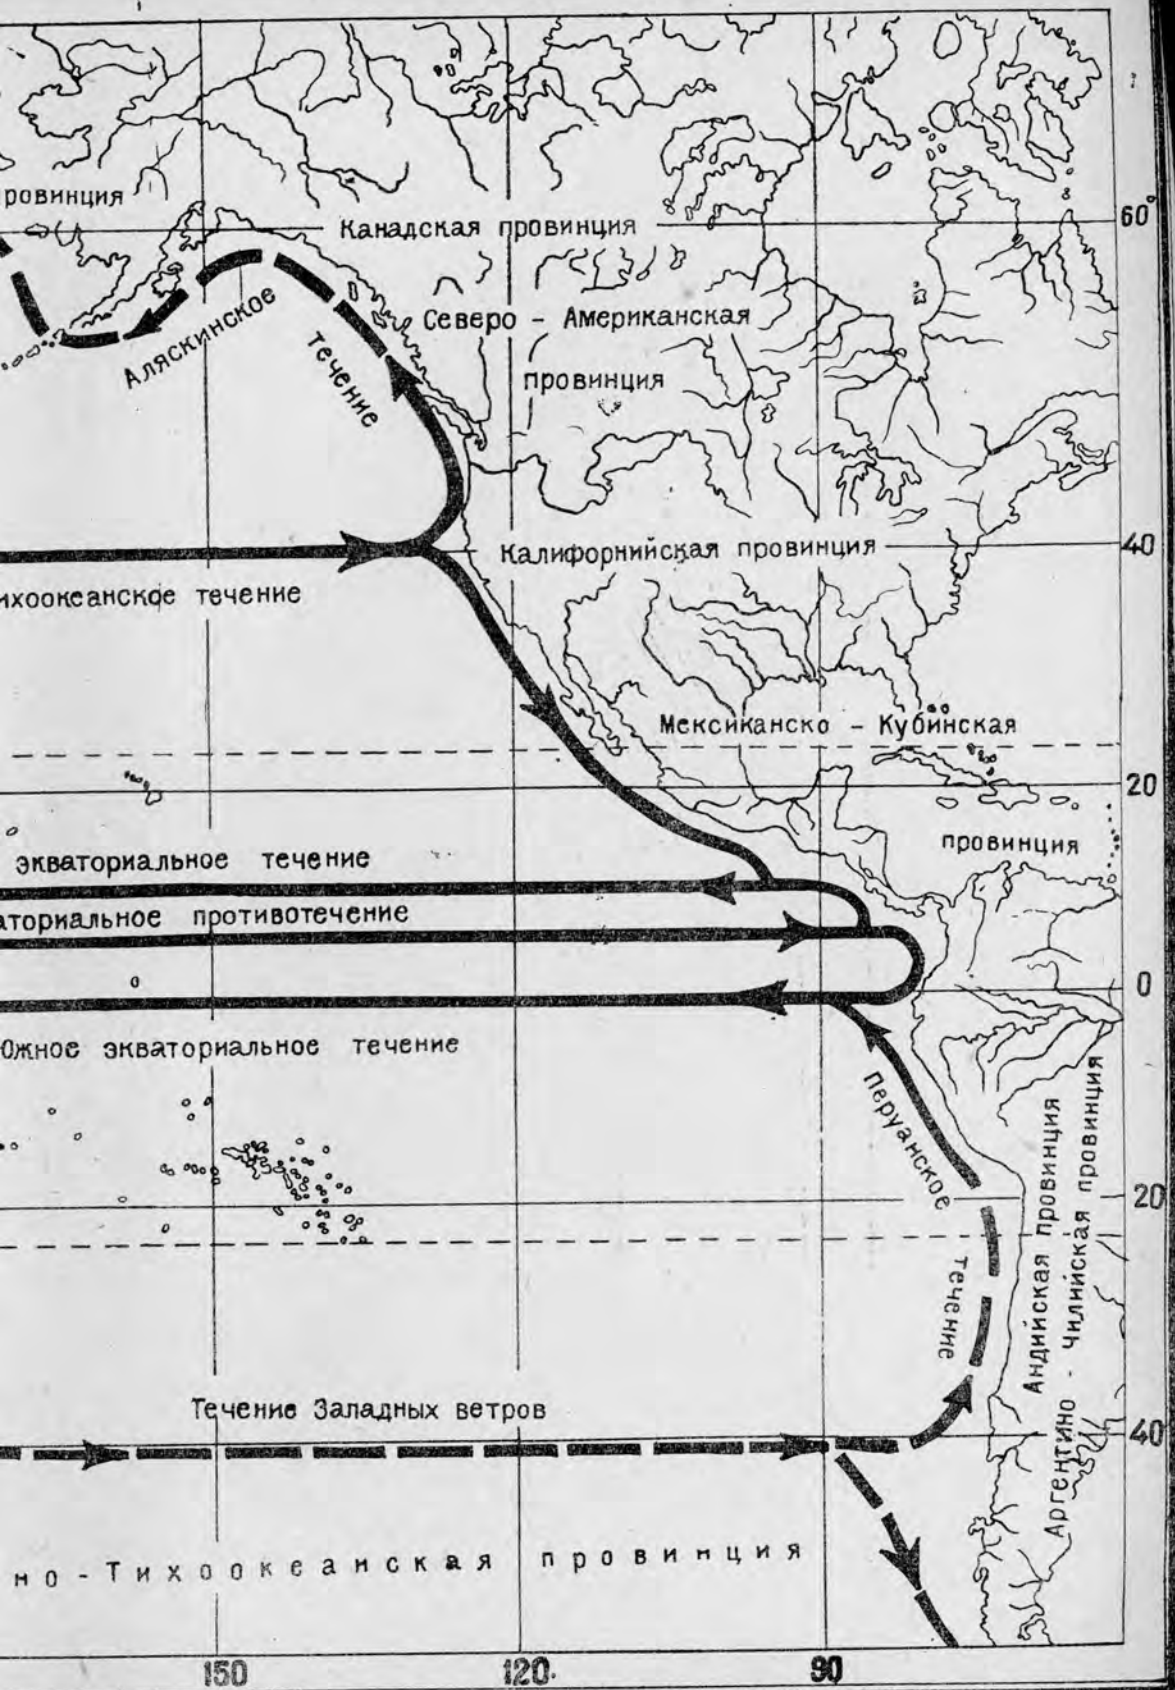 ровинция
Канадская провинция
60°
Северо - Американская
провинция
Аляскинское
течение
Калифорнийская провинция
40
ихоокеанское течение
Мексиканско - Кубинская
провинция
20
экваториальное течение
аториальное противотечение
0
Южное экваториальное течение
Перуанское
течение
Андийская провинция
Аргентино - Чилийская провинция
20
Течение Западных ветров
40
но-Тихоокеанская провинция
150
120
90